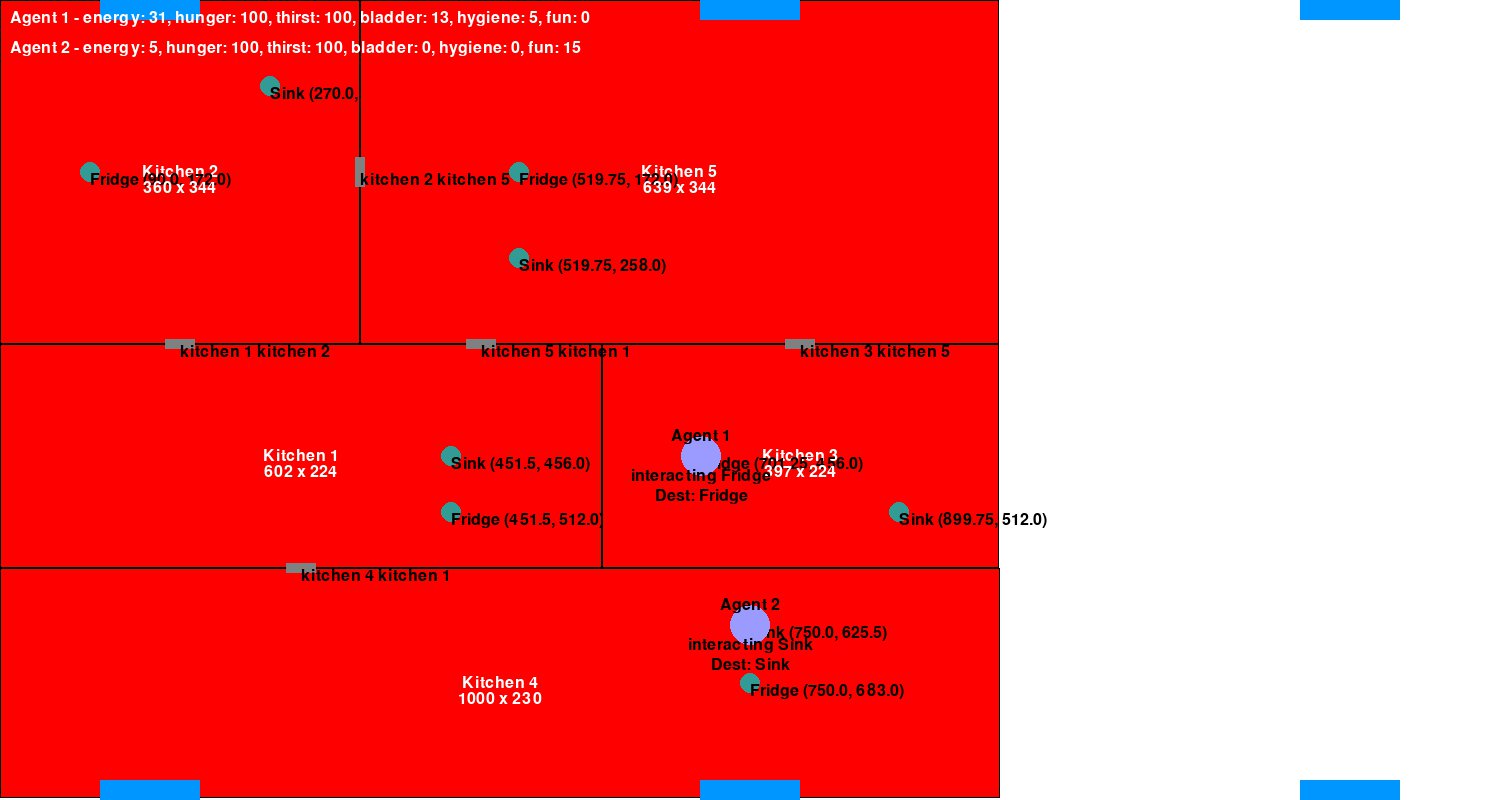 Agent 1 - energy: 31, hunger: 100, thirst: 100, bladder: 13, hygiene: 5, fun: 0
Agent 2 - energy: 5, hunger: 100, thirst: 100, bladder: 0, hygiene: 0, fun: 15
Sink (270.0,
Kitchen 2
Fridge (90.0, 172.0)
360 x 344
kitchen 2 kitchen 5
Kitchen 5
Fridge (519.75, 172.0)
639 x 344
Sink (519.75, 258.0)
kitchen 1 kitchen 2
kitchen 5 kitchen 1
kitchen 3 kitchen 5
Kitchen 1
602 x 224
Sink (451.5, 456.0)
Fridge (451.5, 512.0)
Agent 1
Kitchen 3
idge (701.25, 456.0)
397 x 224
interacting Fridge
Dest: Fridge
Sink (899.75, 512.0)
kitchen 4 kitchen 1
Agent 2
nk (750.0, 625.5)
interacting Sink
Dest: Sink
Fridge (750.0, 683.0)
Kitchen 4
1000 x 230